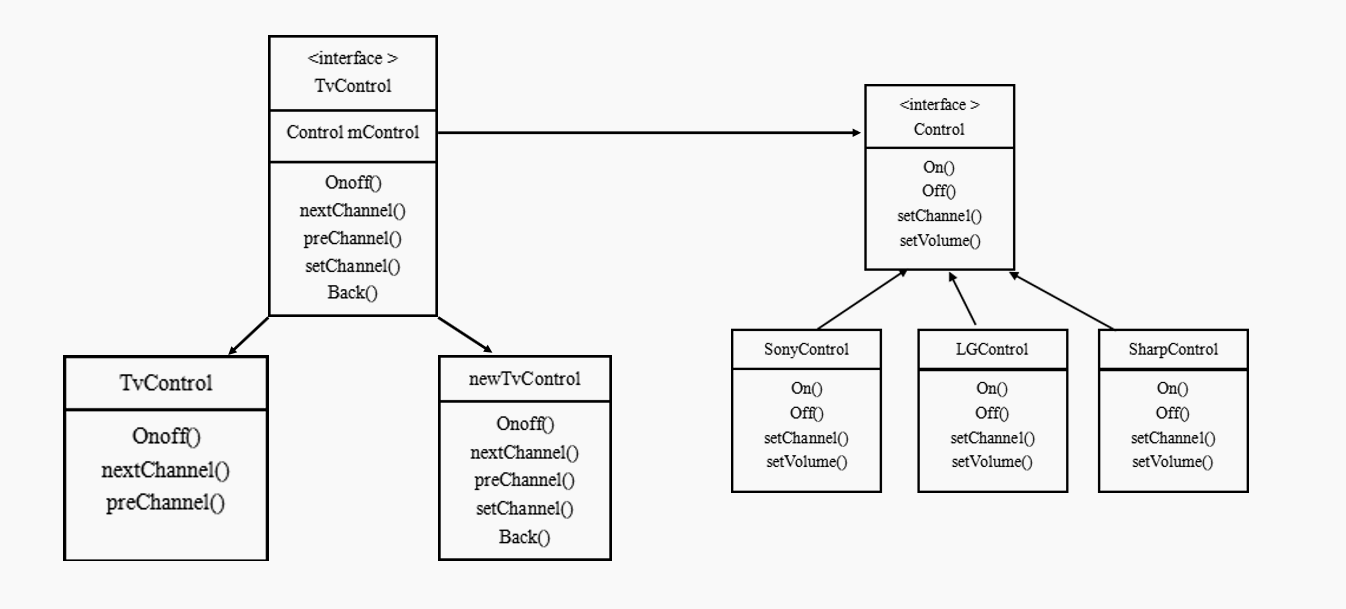 <interface >
TvControl
Control mControl
Onoff()
nextChannel()
preChannel()
setChannel()
Back()
<interface >
Control
On()
Off()
setChannel()
setVolume()
TvControl
Onoff()
nextChannel()
preChannel()
newTvControl
Onoff()
nextChannel()
preChannel()
setChannel()
Back()
SonyControl
On()
Off()
setChannel()
setVolume()
LGControl
On()
Off()
setChannel()
setVolume()
SharpControl
On()
Off()
setChannel()
setVolume()